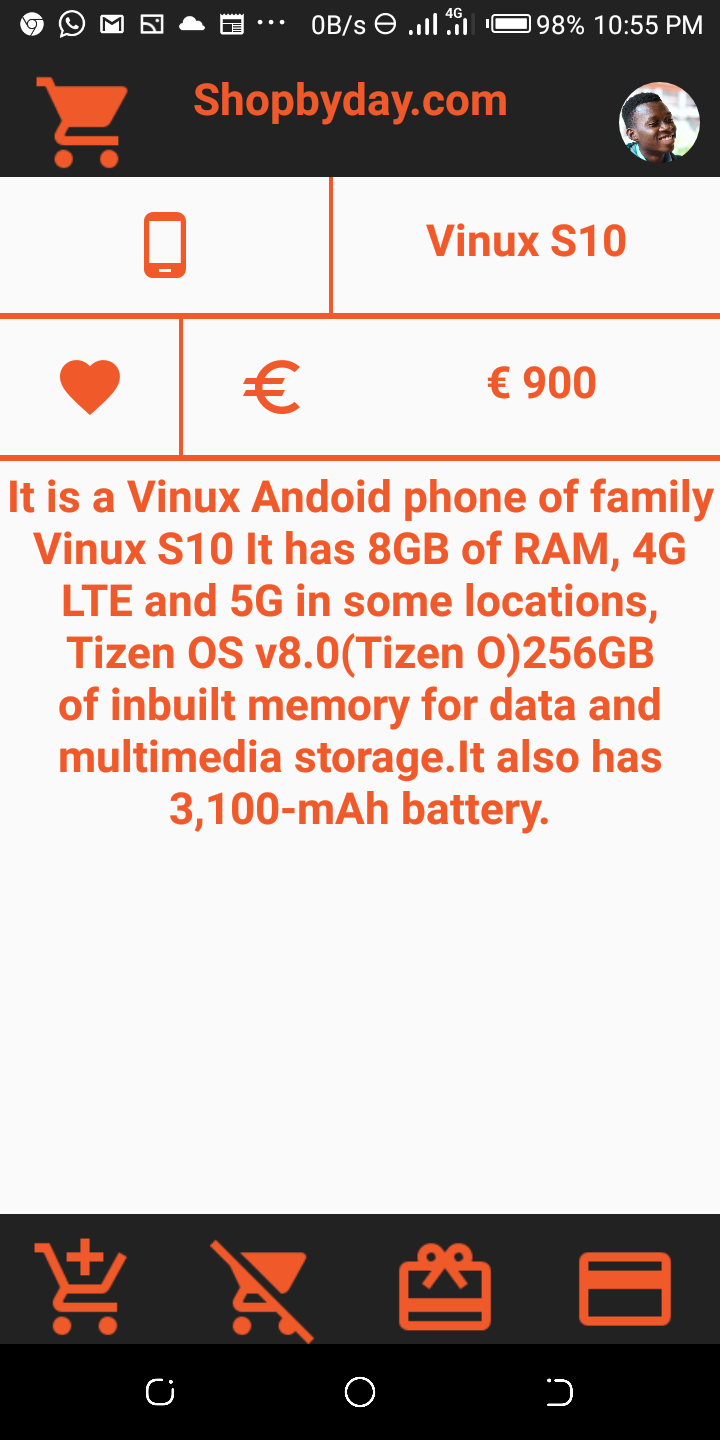 0B/s 4G 98% 10:55 PM
Shopbyday.com
Vinux S10
€ 900
It is a Vinux Andoid phone of family
Vinux S10 It has 8GB of RAM, 4G
LTE and 5G in some locations,
Tizen OS v8.0(Tizen O)256GB
of inbuilt memory for data and
multimedia storage.It also has
3,100-mAh battery.